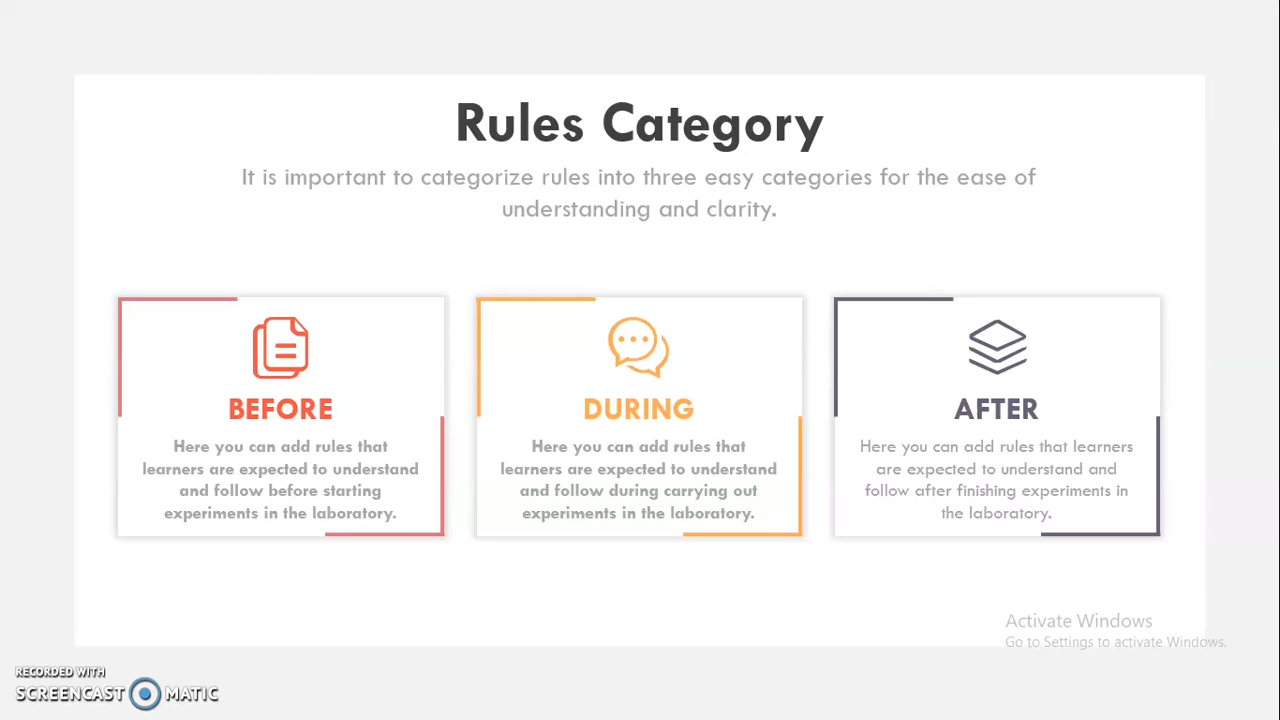 Rules Category
It is important to categorize rules into three easy categories for the ease of
understanding and clarity.
BEFORE
Here you can add rules that
learners are expected to understand
and follow before starting
experiments in the laboratory.
DURING
Here you can add rules that
learners are expected to understand
and follow during carrying out
experiments in the laboratory.
AFTER
Here you can add rules that learners
are expected to understand and
follow after finishing experiments in
the laboratory.
Activate Windows
Go to Settings to activate Windows.
RECORDED WITH
SCREENCAST MATIC